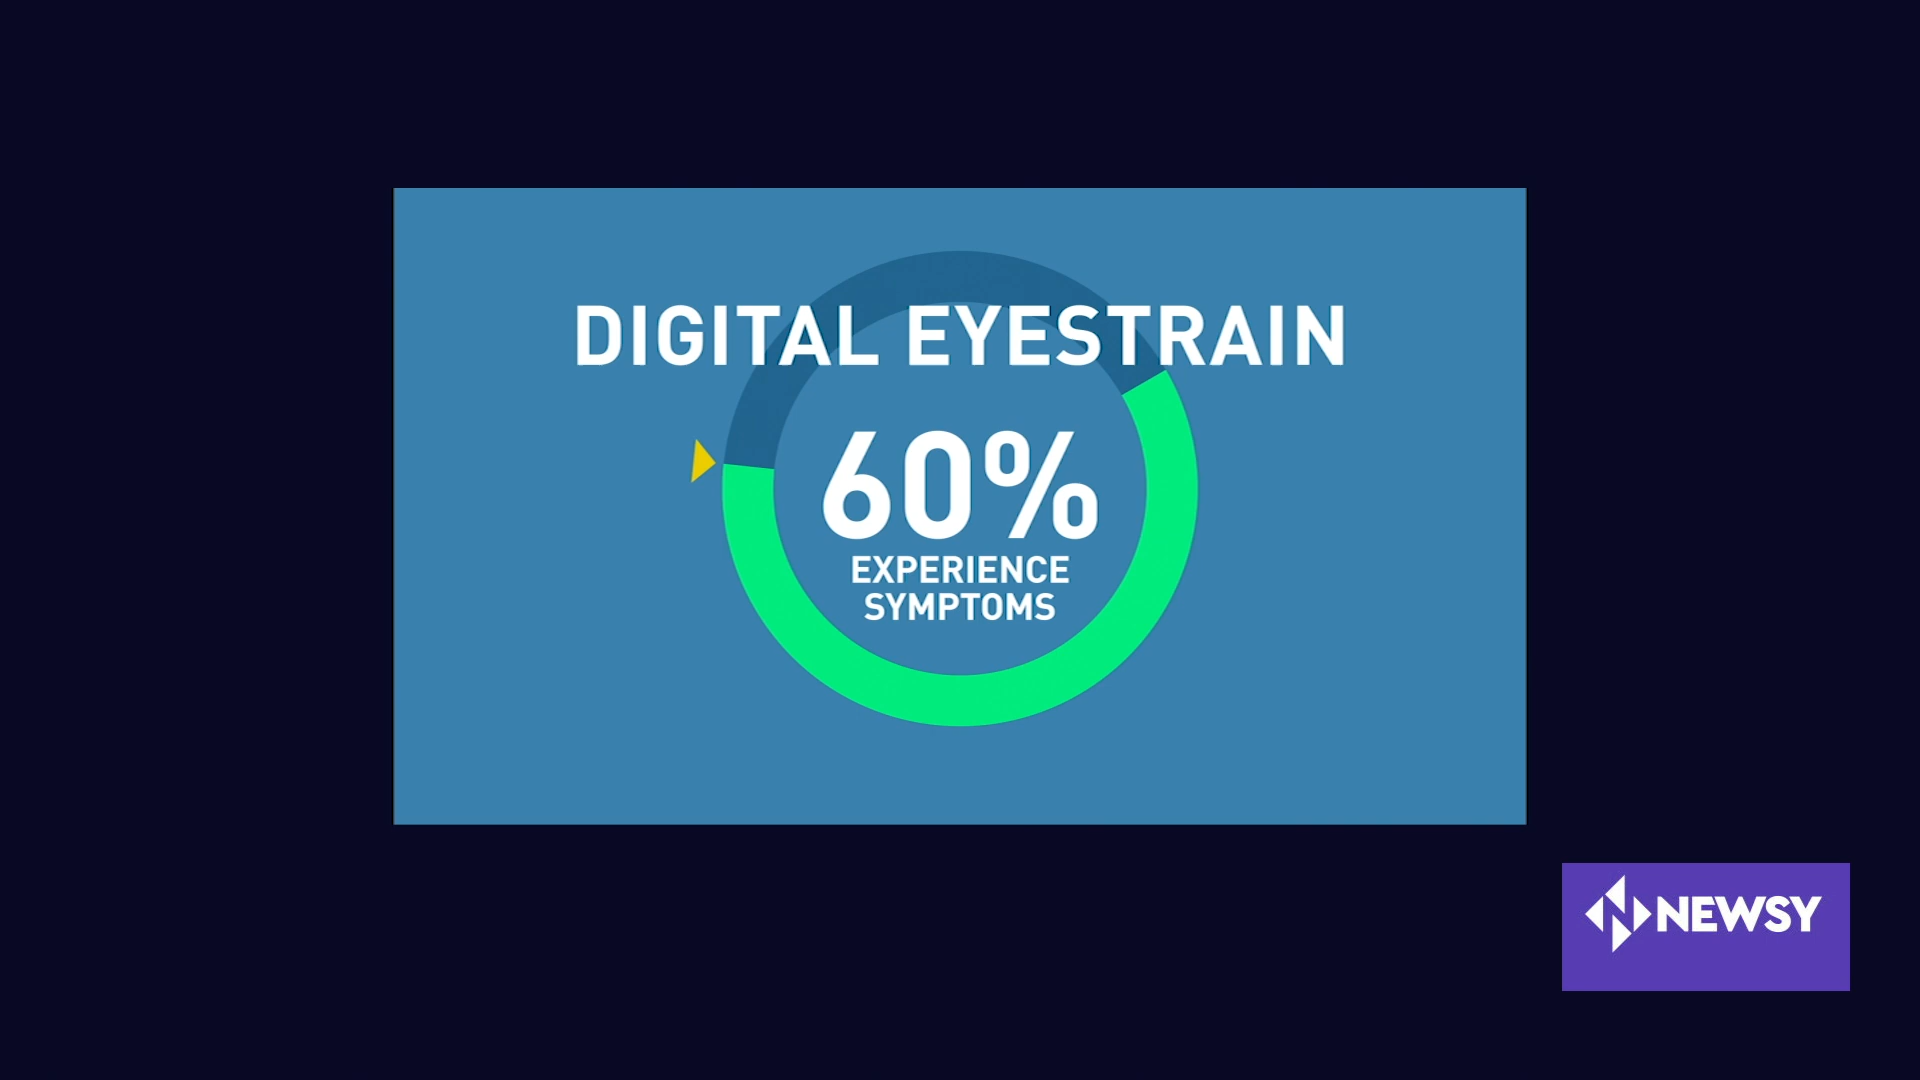 DIGITAL EYESTRAIN
60%
EXPERIENCE
SYMPTOMS
NEWSY